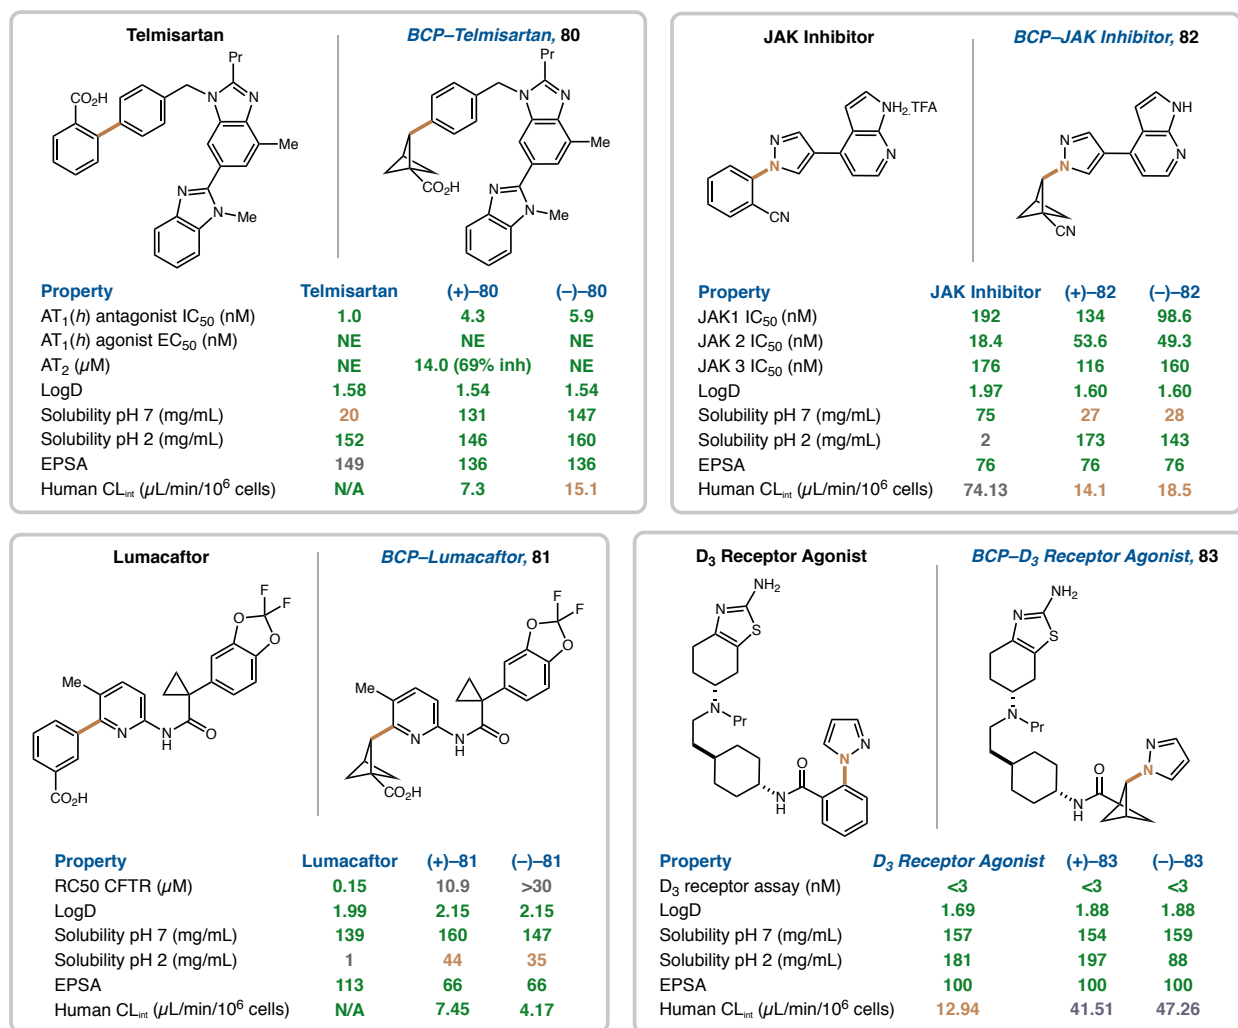 Telmisartan
BCP–Telmisartan, 80
Pr
CO2H
N
N
Me
N
N
Me
Pr
N
N
Me
CO2H
N
N
Me
Property Telmisartan (+)–80 (–)–80
AT1(h) antagonist IC50 (nM) 1.0 4.3 5.9
AT1(h) agonist EC50 (nM) NE NE NE
AT2 (µM) NE 14.0 (69% inh) NE
LogD 1.58 1.54 1.54
Solubility pH 7 (mg/mL) 20 131 147
Solubility pH 2 (mg/mL) 152 146 160
EPSA 149 136 136
Human CLint (µL/min/10⁶ cells) N/A 7.3 15.1
JAK Inhibitor
BCP–JAK Inhibitor, 82
NH2.TFA
N
N
N
CN
NH
N
N
N
CN
Property JAK Inhibitor (+)–82 (–)–82
JAK1 IC50 (nM) 192 134 98.6
JAK 2 IC50 (nM) 18.4 53.6 49.3
JAK 3 IC50 (nM) 176 116 160
LogD 1.97 1.60 1.60
Solubility pH 7 (mg/mL) 75 27 28
Solubility pH 2 (mg/mL) 2 173 143
EPSA 76 76 76
Human CLint (µL/min/10⁶ cells) 74.13 14.1 18.5
Lumacaftor
BCP–Lumacaftor, 81
F
F
O
O
Me
N
N
H
O
CO2H
F
F
O
O
Me
N
N
H
O
CO2H
Property Lumacaftor (+)–81 (–)–81
RC50 CFTR (µM) 0.15 10.9 >30
LogD 1.99 2.15 2.15
Solubility pH 7 (mg/mL) 139 160 147
Solubility pH 2 (mg/mL) 1 44 35
EPSA 113 66 66
Human CLint (µL/min/10⁶ cells) N/A 7.45 4.17
D3 Receptor Agonist
BCP–D3 Receptor Agonist, 83
NH2
N
S
N
Pr
N
N
O
N
H
NH2
N
S
N
Pr
N
N
O
N
H
Property D3 Receptor Agonist (+)–83 (–)–83
D3 receptor assay (nM) <3 <3 <3
LogD 1.69 1.88 1.88
Solubility pH 7 (mg/mL) 157 154 159
Solubility pH 2 (mg/mL) 181 197 88
EPSA 100 100 100
Human CLint (µL/min/10⁶ cells) 12.94 41.51 47.26